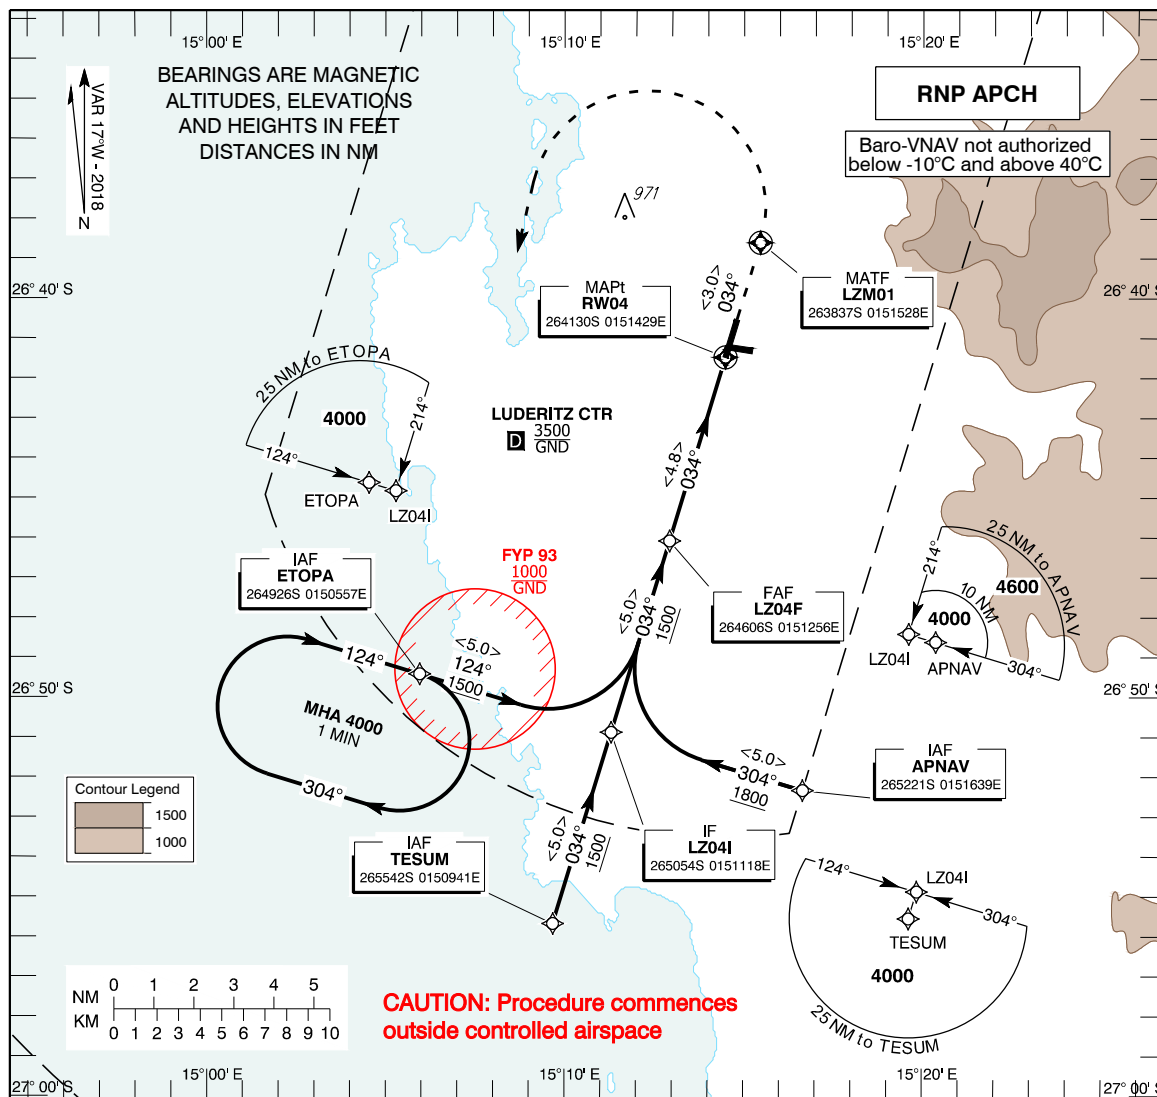 15° 00' E
15° 10' E
15° 20' E
BEARINGS ARE MAGNETIC
ALTITUDES, ELEVATIONS
AND HEIGHTS IN FEET
DISTANCES IN NM
VAR 17°W - 2018
N
RNP APCH
Baro-VNAV not authorized
below -10°C and above 40°C
971
26° 40' S
26° 40' S
MAPt
RW04
264130S 0151429E
<3.0>
034°
MATF
LZM01
263837S 0151528E
25 NM to ETOPA
4000
124°
214°
ETOPA
LZ04I
LUDERITZ CTR
D
3500
GND
<4.8>
034°
FYP 93
1000
GND
IAF
ETOPA
264926S 0150557E
FAF
LZ04F
264606S 0151256E
<5.0>
034°
1500
25 NM to APNAV
4600
10 NM
4000
214°
304°
LZ04I
APNAV
124°
<5.0>
124°
1500
26° 50' S
26° 50' S
MHA 4000
1 MIN
304°
<5.0>
304°
1800
IAF
APNAV
265221S 0151639E
Contour Legend
1500
1000
IAF
TESUM
265542S 0150941E
<5.0>
034°
1500
IF
LZ04I
265054S 0151118E
124°
LZ04I
304°
TESUM
4000
25 NM to TESUM
NM
0 1 2 3 4 5
KM
0 1 2 3 4 5 6 7 8 9 10
CAUTION: Procedure commences
outside controlled airspace
15° 00' E
15° 10' E
15° 20' E
27° 00' S
27° 00' S